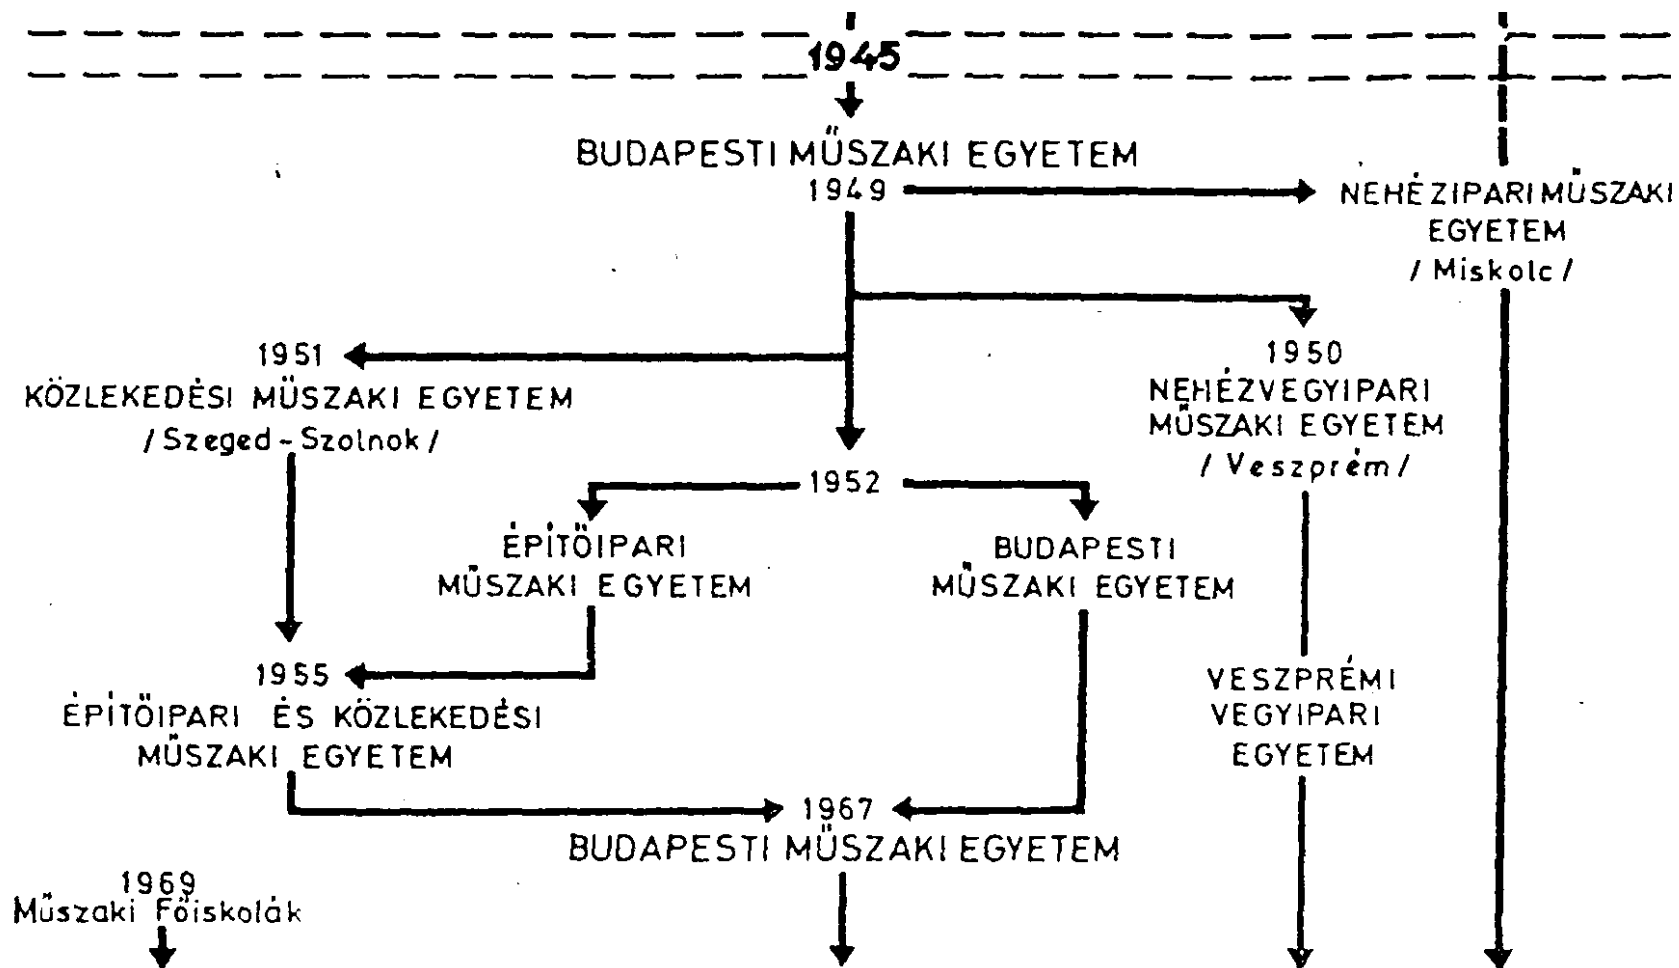 1945
BUDAPESTI MŰSZAKI EGYETEM
1949
NEHÉZIPARI MŰSZAKI
EGYETEM
/ Miskolc /
1951
KÖZLEKEDÉSI MŰSZAKI EGYETEM
/ Szeged - Szolnok /
1950
NEHÉZVEGYIPARI
MŰSZAKI EGYETEM
/ Veszprém /
1952
ÉPÍTŐIPARI
MŰSZAKI EGYETEM
BUDAPESTI
MŰSZAKI EGYETEM
1955
ÉPÍTŐIPARI ÉS KÖZLEKEDÉSI
MŰSZAKI EGYETEM
VESZPRÉMI
VEGYIPARI
EGYETEM
1967
BUDAPESTI MŰSZAKI EGYETEM
1969
Műszaki Főiskolák